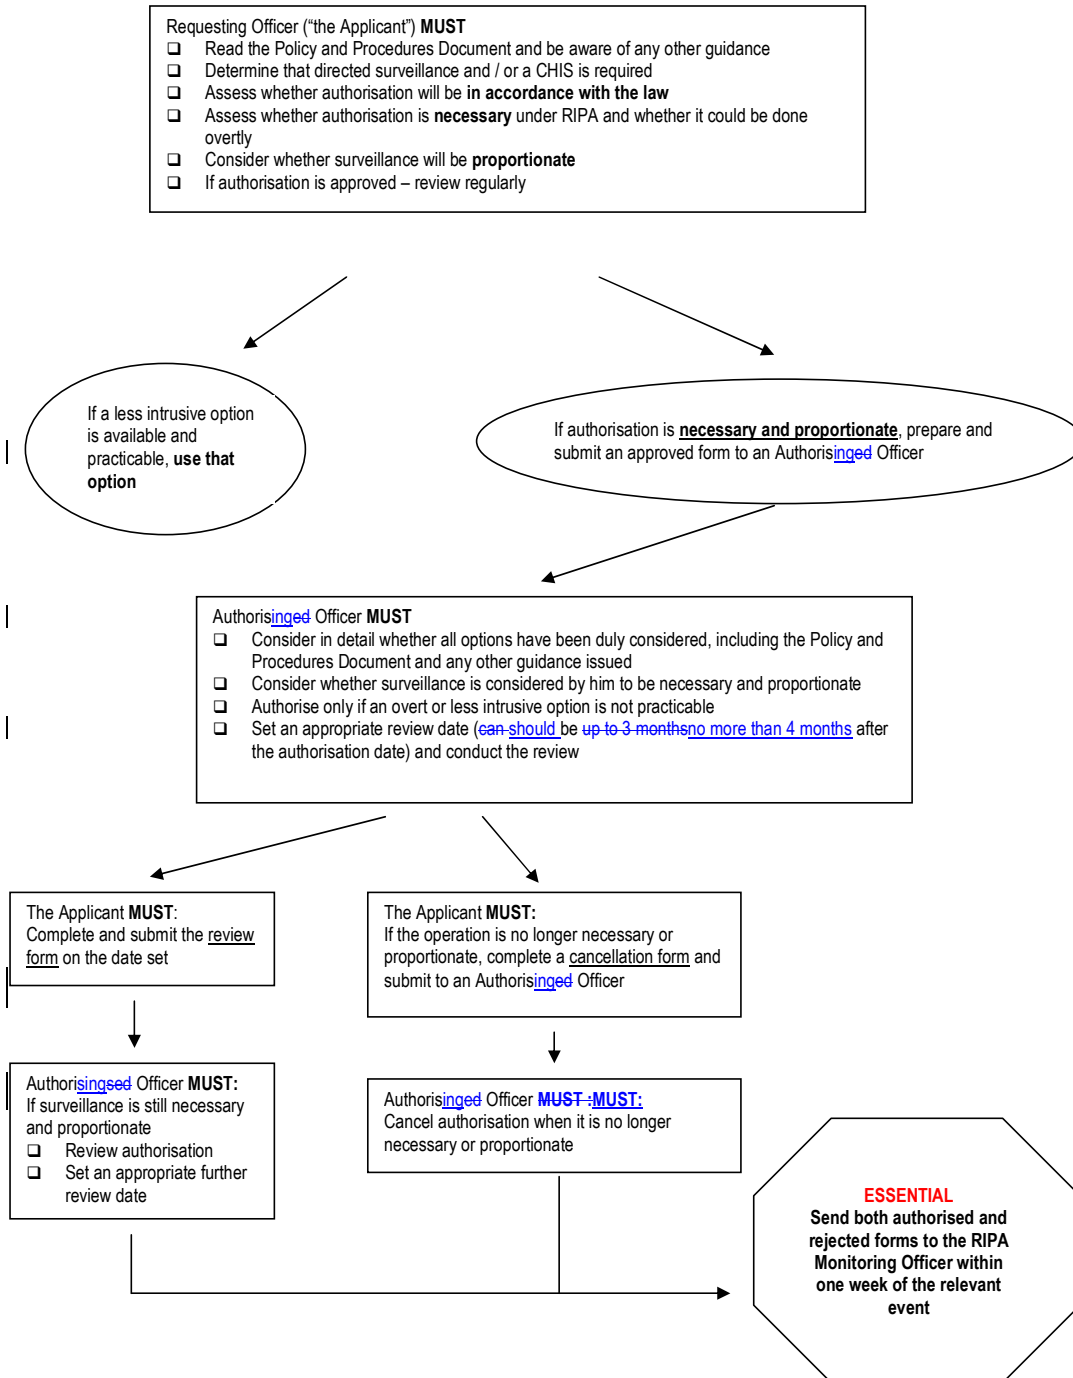 Requesting Officer (“the Applicant”) MUST
❑ Read the Policy and Procedures Document and be aware of any other guidance
❑ Determine that directed surveillance and / or a CHIS is required
❑ Assess whether authorisation will be in accordance with the law
❑ Assess whether authorisation is necessary under RIPA and whether it could be done
overtly
❑ Consider whether surveillance will be proportionate
❑ If authorisation is approved – review regularly
If a less intrusive option
is available and
practicable, use that
option
If authorisation is necessary and proportionate, prepare and
submit an approved form to an Authorisinged Officer
Authorisinged Officer MUST
❑ Consider in detail whether all options have been duly considered, including the Policy and
Procedures Document and any other guidance issued
❑ Consider whether surveillance is considered by him to be necessary and proportionate
❑ Authorise only if an overt or less intrusive option is not practicable
❑ Set an appropriate review date (can should be up to 3 monthsno more than 4 months after
the authorisation date) and conduct the review
The Applicant MUST:
Complete and submit the review
form on the date set
The Applicant MUST:
If the operation is no longer necessary or
proportionate, complete a cancellation form and
submit to an Authorisinged Officer
Authorisingsed Officer MUST:
If surveillance is still necessary
and proportionate
❑ Review authorisation
❑ Set an appropriate further
review date
Authorisinged Officer MUST :MUST:
Cancel authorisation when it is no longer
necessary or proportionate
ESSENTIAL
Send both authorised and
rejected forms to the RIPA
Monitoring Officer within
one week of the relevant
event